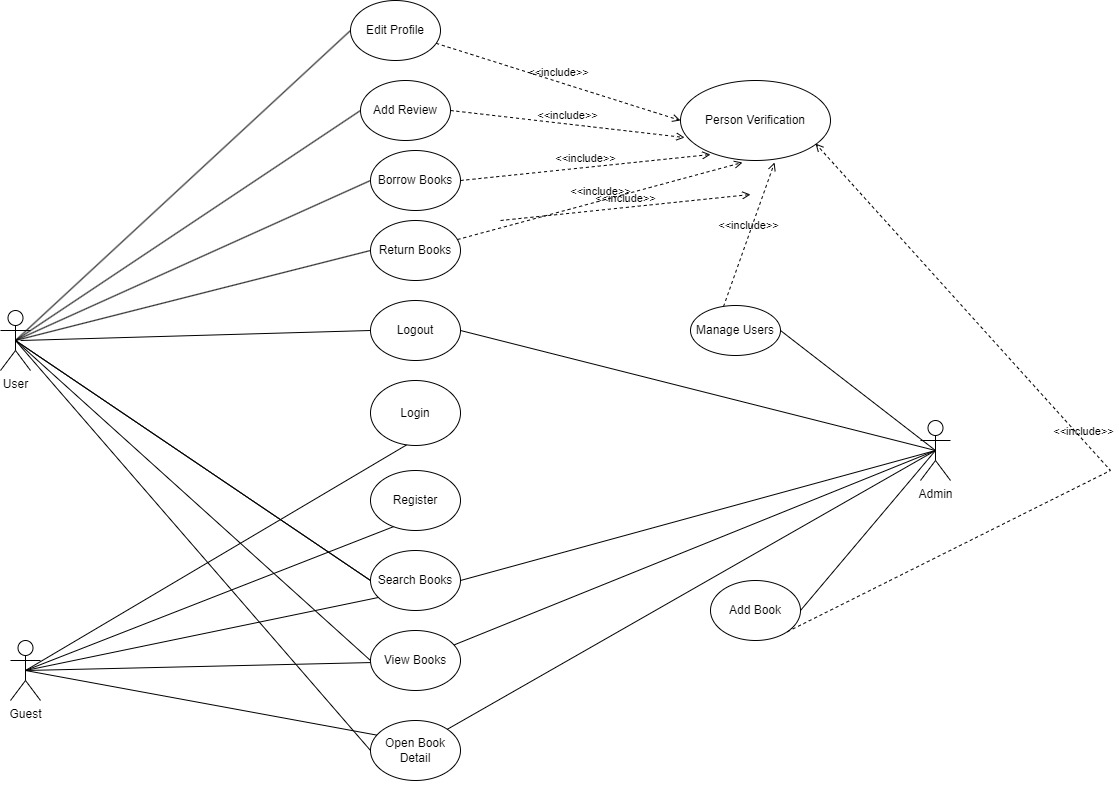 Edit Profile
<<include>>
Add Review
<<include>>
Person Verification
Borrow Books
<<include>>
<<include>>
<<include>>
Return Books
<<include>>
User
Logout
Manage Users
Login
<<include>>
Admin
Register
Search Books
Add Book
View Books
Guest
Open Book
Detail